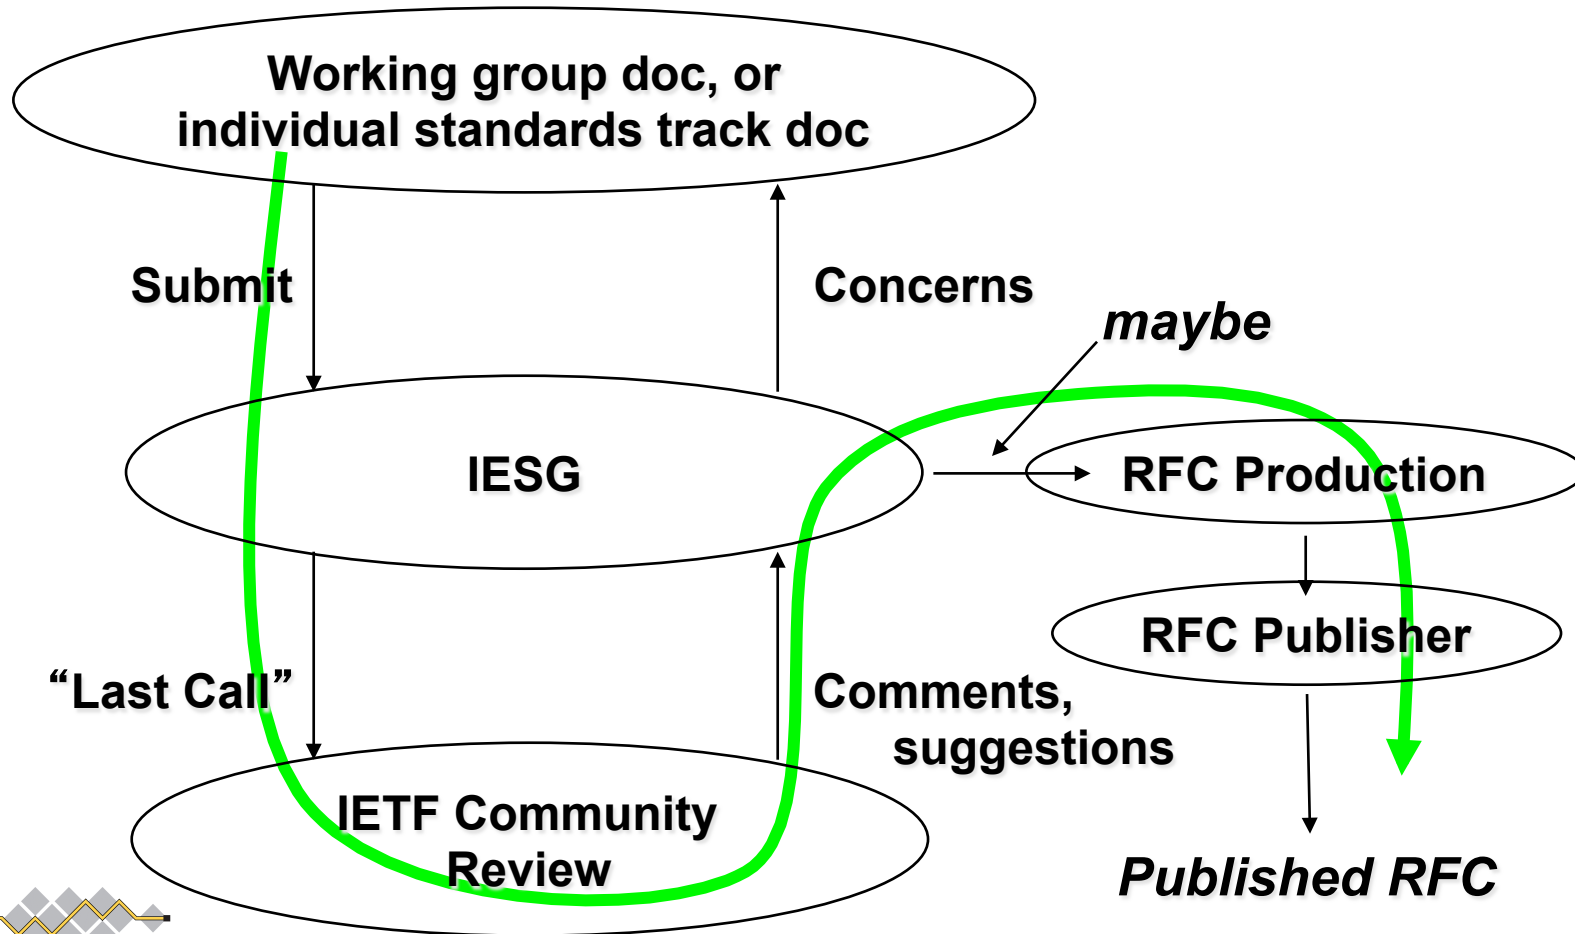 Working group doc, or
individual standards track doc
Submit
Concerns
maybe
IESG
RFC Production
RFC Publisher
“Last Call”
Comments,
suggestions
IETF Community
Review
Published RFC